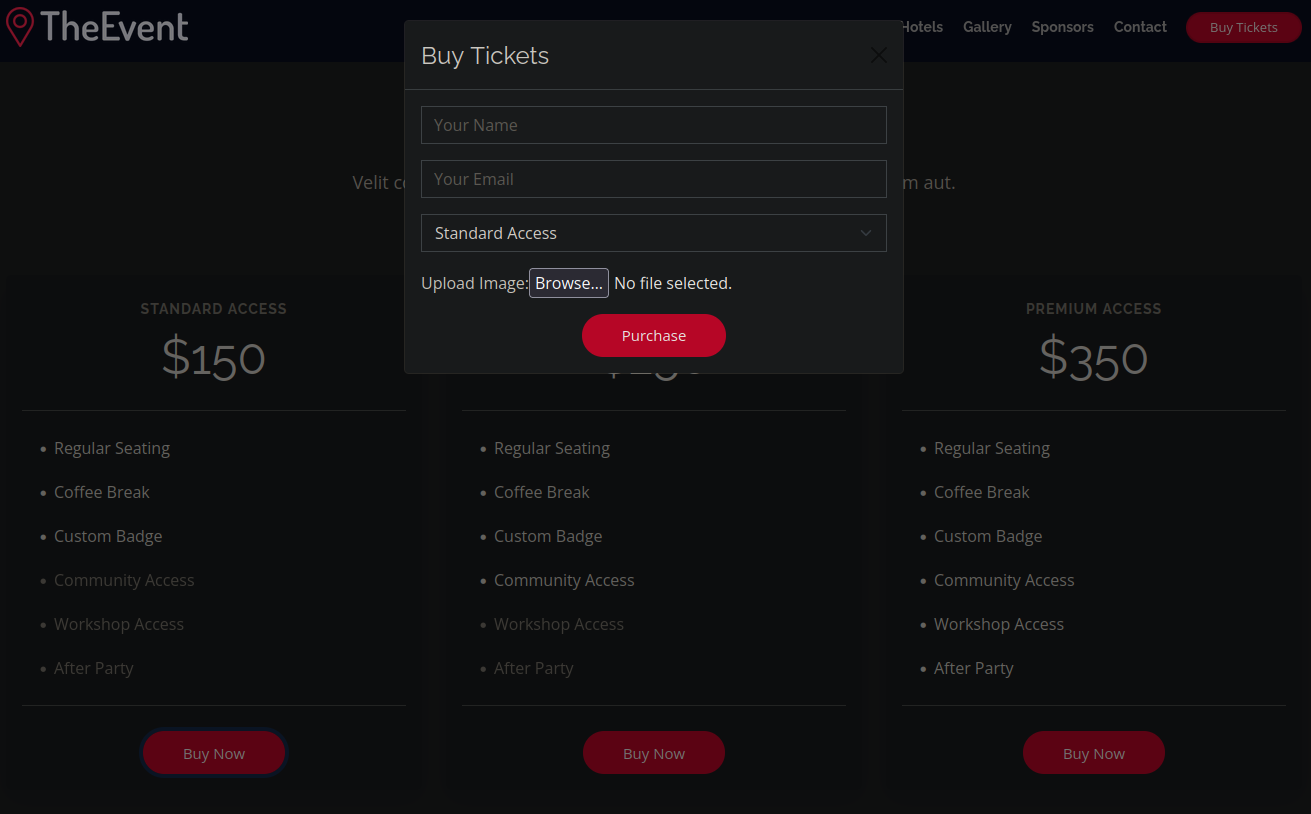 TheEvent
Hotels Gallery Sponsors Contact Buy Tickets
Buy Tickets
Your Name
Your Email
Standard Access
Upload Image: Browse... No file selected.
Purchase
Velit
aut.
STANDARD ACCESS
$150
Regular Seating
Coffee Break
Custom Badge
Community Access
Workshop Access
After Party
Buy Now
Regular Seating
Coffee Break
Custom Badge
Community Access
Workshop Access
After Party
Buy Now
PREMIUM ACCESS
$350
Regular Seating
Coffee Break
Custom Badge
Community Access
Workshop Access
After Party
Buy Now